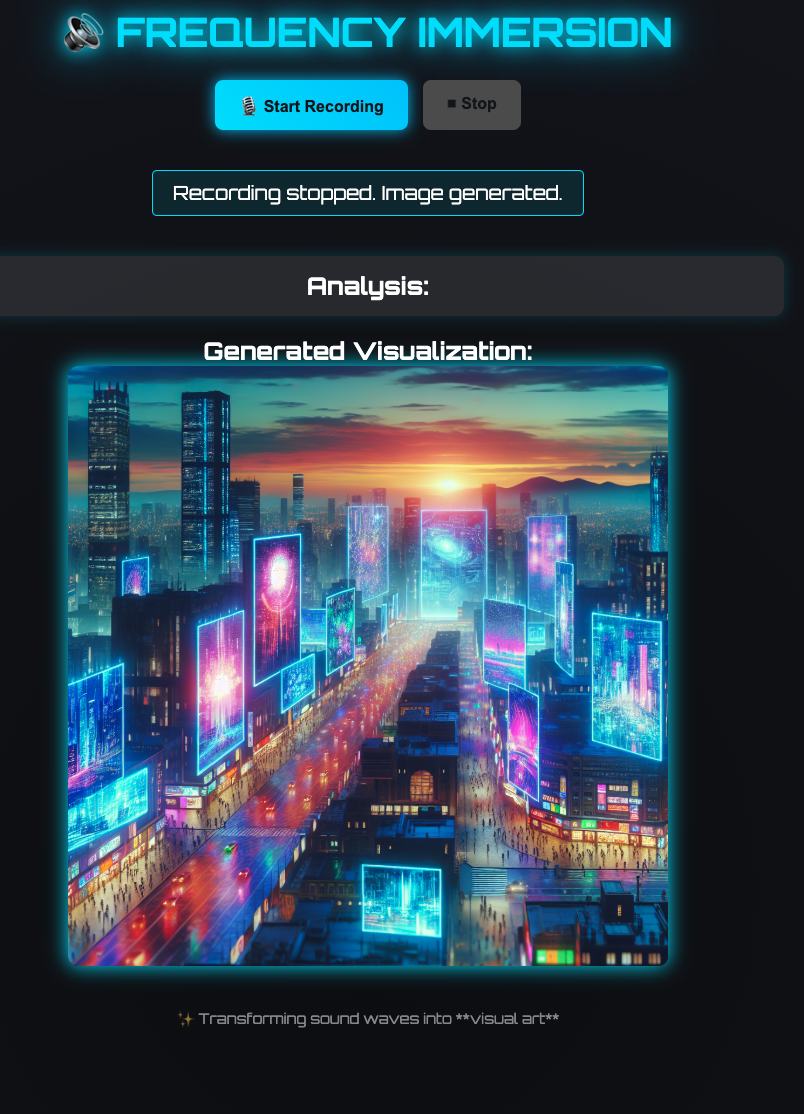 FREQUENCY IMMERSION
Start Recording
Stop
Recording stopped. Image generated.
Analysis:
Generated Visualization:
Transforming sound waves into **visual art**